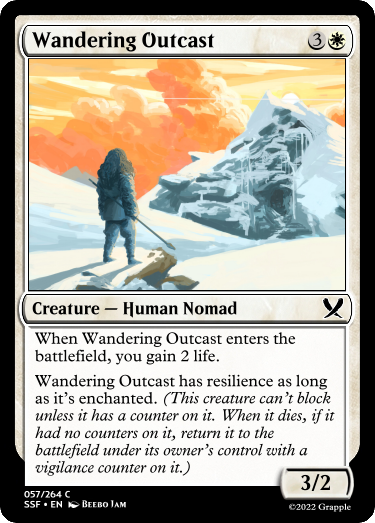 Wandering Outcast 3
Creature — Human Nomad
When Wandering Outcast enters the
battlefield, you gain 2 life.
Wandering Outcast has resilience as long
as it's enchanted. (This creature can't block
unless it has a counter on it. When it dies, if it
had no counters on it, return it to the
battlefield under its owner's control with a
vigilance counter on it.)
3/2
057/264 C
SSF • EN Beebo Iam
©2022 Grapple